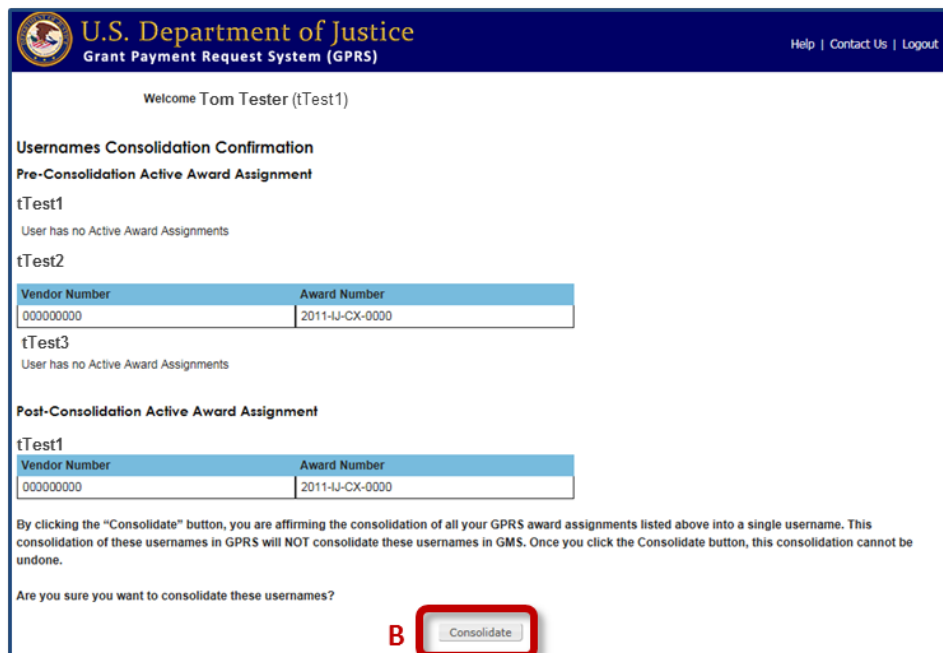 U.S. Department of Justice
Grant Payment Request System (GPRS)
Help | Contact Us | Logout
Welcome Tom Tester (tTest1)
Usernames Consolidation Confirmation
Pre-Consolidation Active Award Assignment
tTest1
User has no Active Award Assignments
tTest2
Vendor Number Award Number
000000000 2011-IJ-CX-0000
tTest3
User has no Active Award Assignments
Post-Consolidation Active Award Assignment
tTest1
Vendor Number Award Number
000000000 2011-IJ-CX-0000
By clicking the “Consolidate” button, you are affirming the consolidation of all your GPRS award assignments listed above into a single username. This
consolidation of these usernames in GPRS will NOT consolidate these usernames in GMS. Once you click the Consolidate button, this consolidation cannot be
undone.
Are you sure you want to consolidate these usernames?
B Consolidate